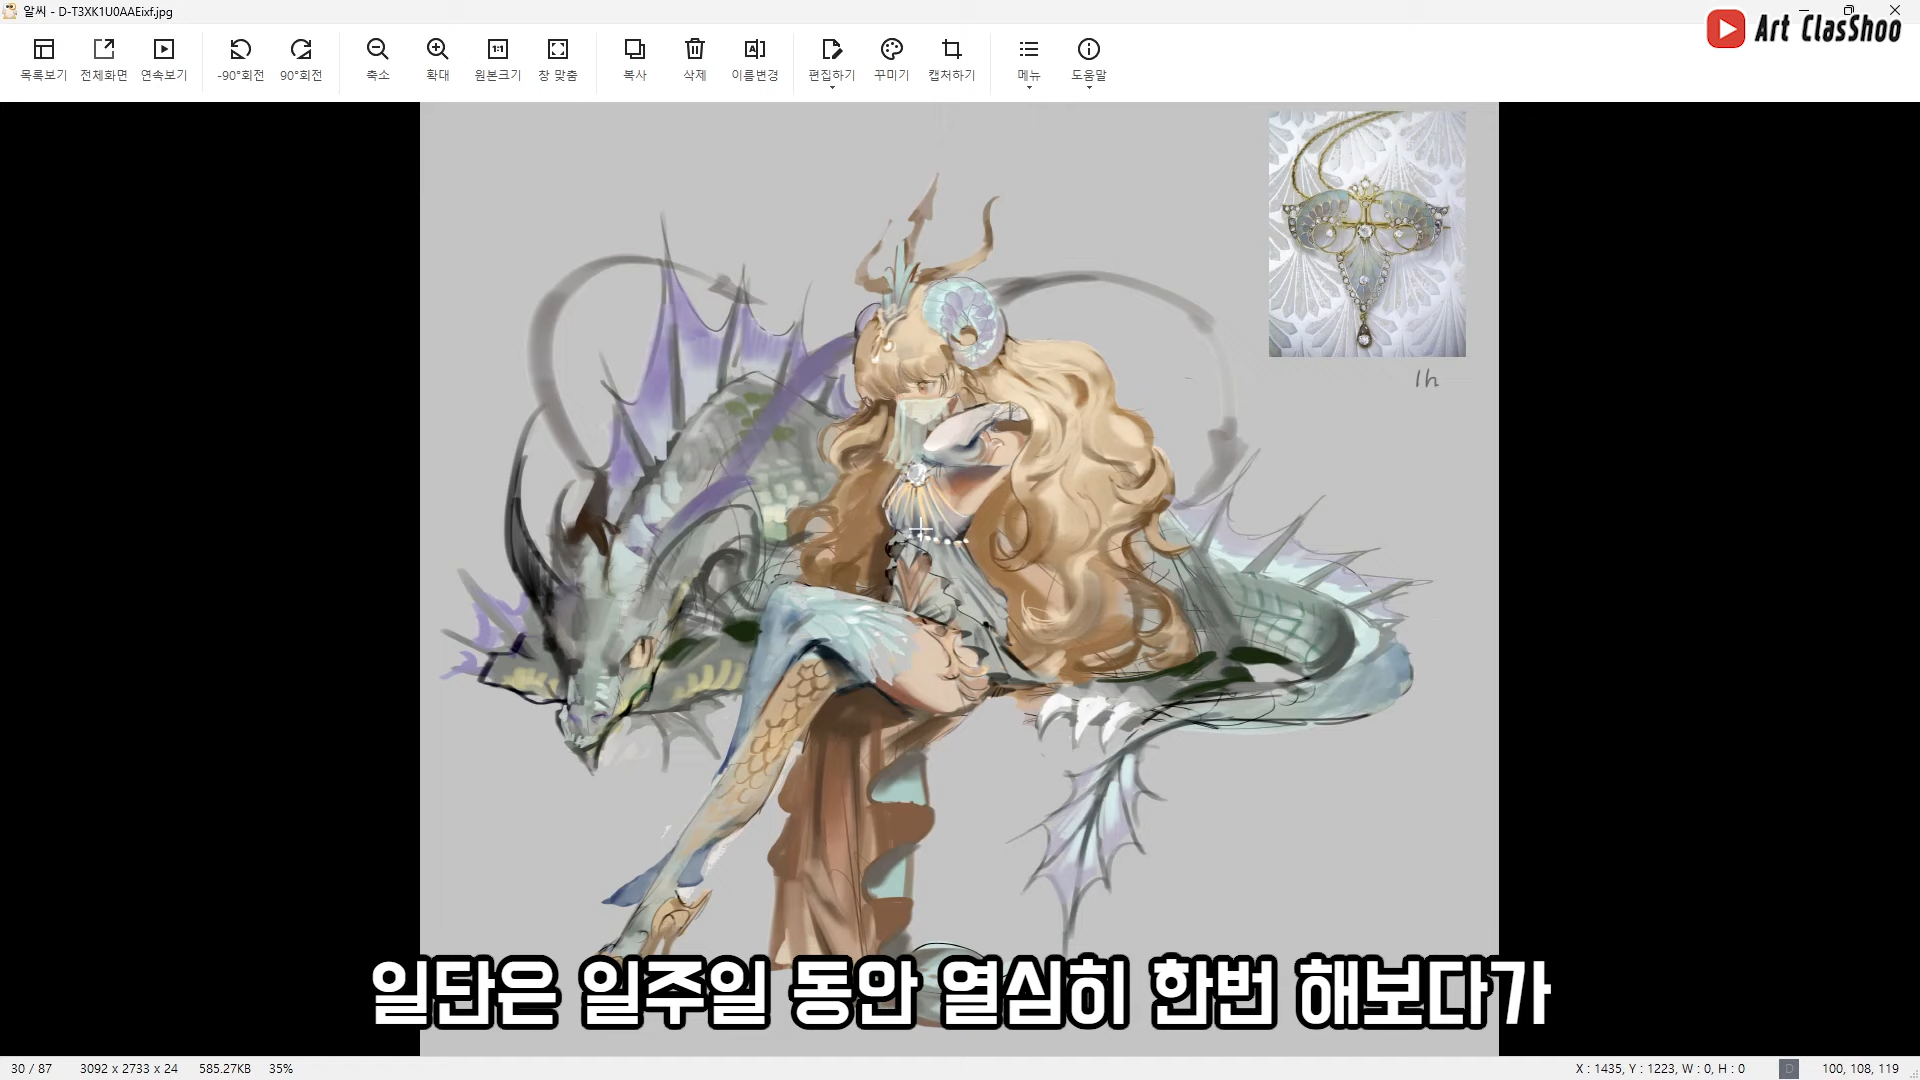 알씨 - D-T3XK1U0AAEixf.jpg
Art ClasShoo
목록보기 전체화면 연속보기 -90°회전 90°회전 축소 확대 원본크기 창 맞춤 복사 삭제 이름변경 편집하기 꾸미기 캡처하기 메뉴 도움말
1h
일단은 일주일 동안 열심히 한번 해보다가
30 / 87 3092 x 2733 x 24 585.27KB 35% X : 1435, Y : 1223, W : 0, H : 0 D 100, 108, 119